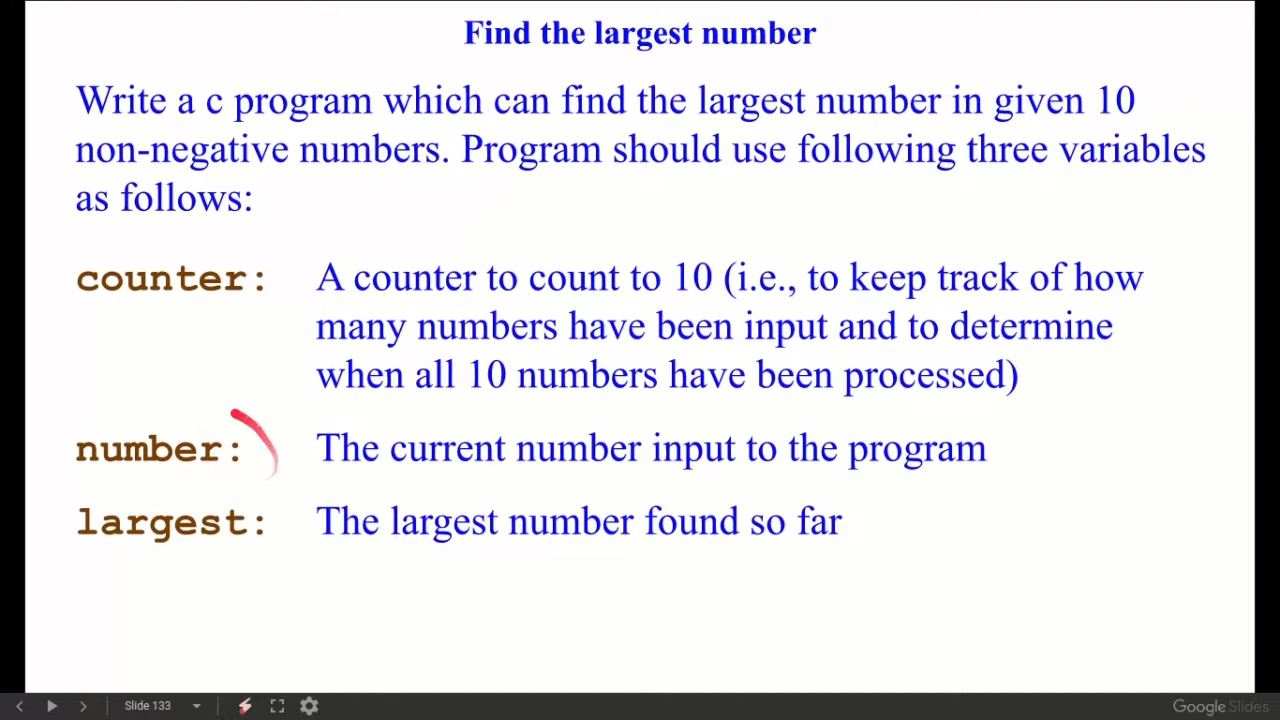 Find the largest number
Write a c program which can find the largest number in given 10
non-negative numbers. Program should use following three variables
as follows:
counter: A counter to count to 10 (i.e., to keep track of how
many numbers have been input and to determine
when all 10 numbers have been processed)
number: The current number input to the program
largest: The largest number found so far
Slide 133
Google Slides